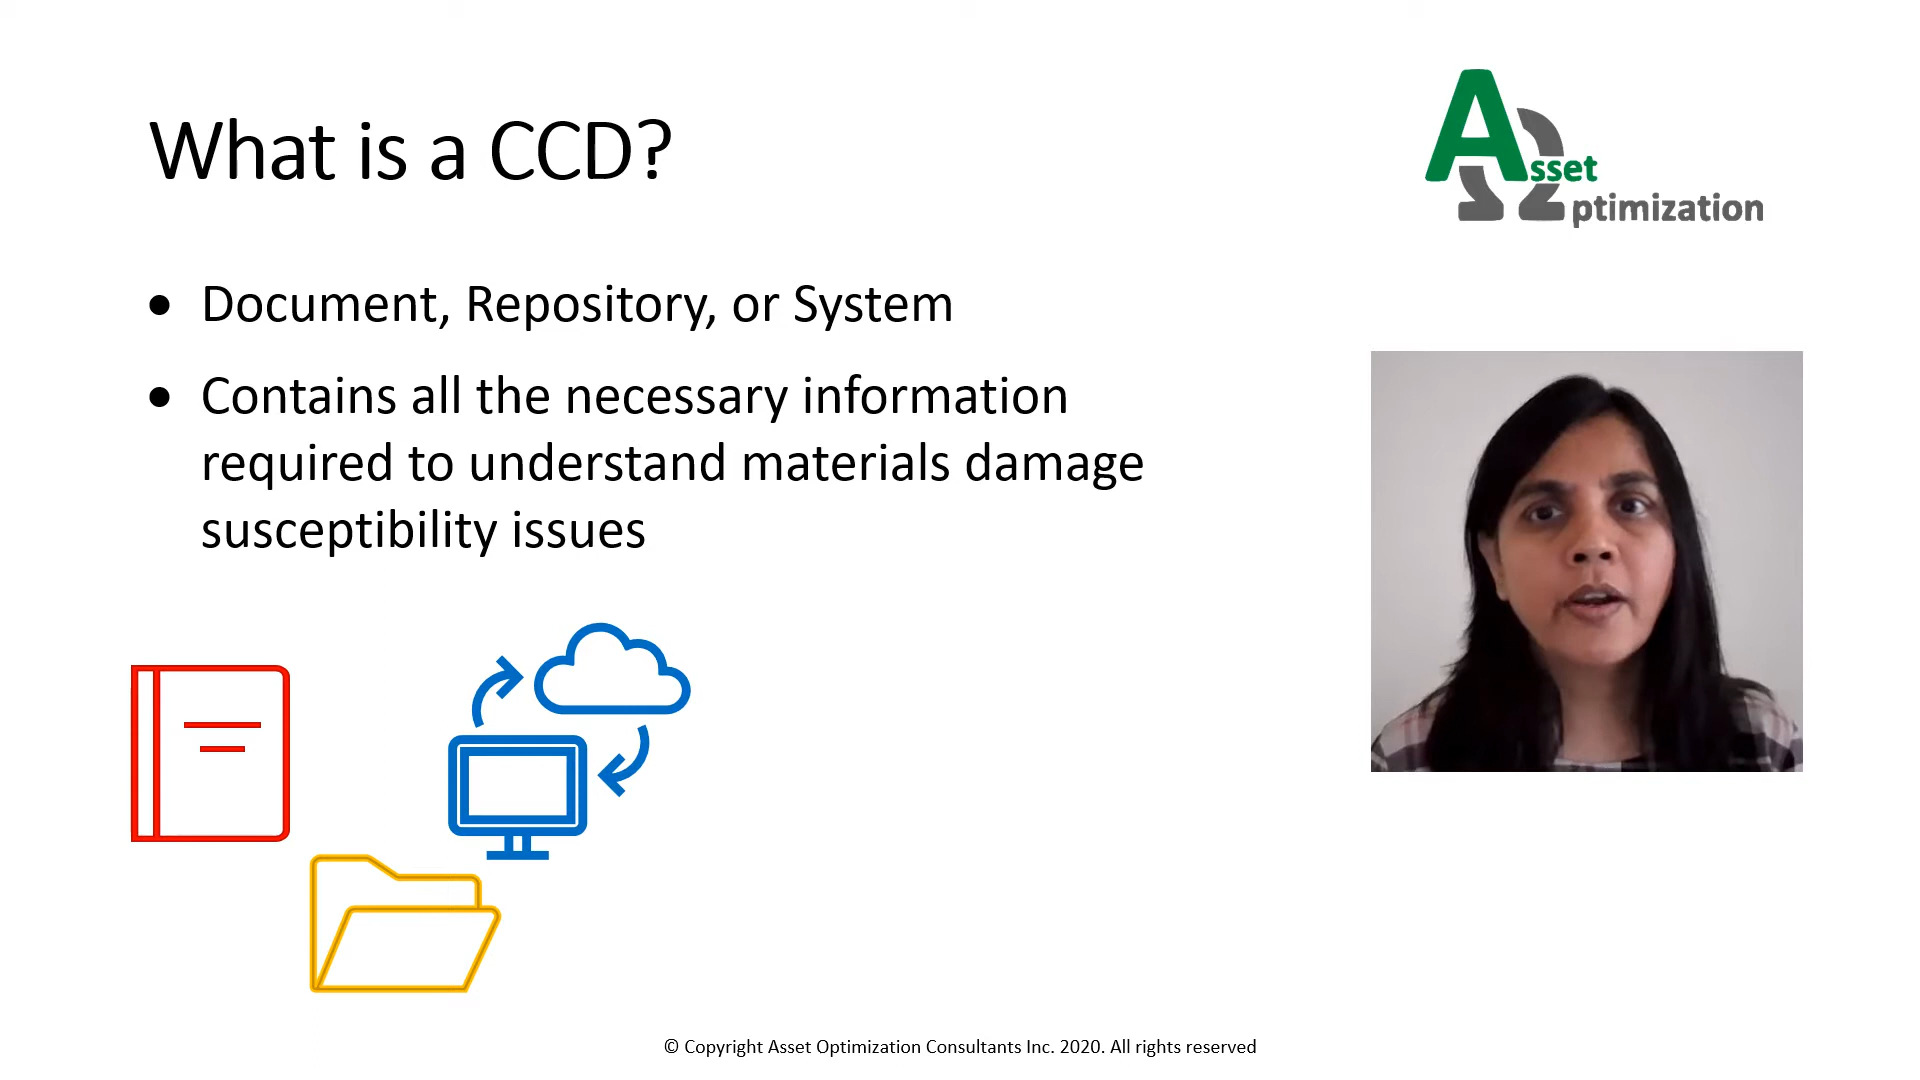 What is a CCD?
Asset
Optimization
• Document, Repository, or System
• Contains all the necessary information
required to understand materials damage
susceptibility issues
© Copyright Asset Optimization Consultants Inc. 2020. All rights reserved